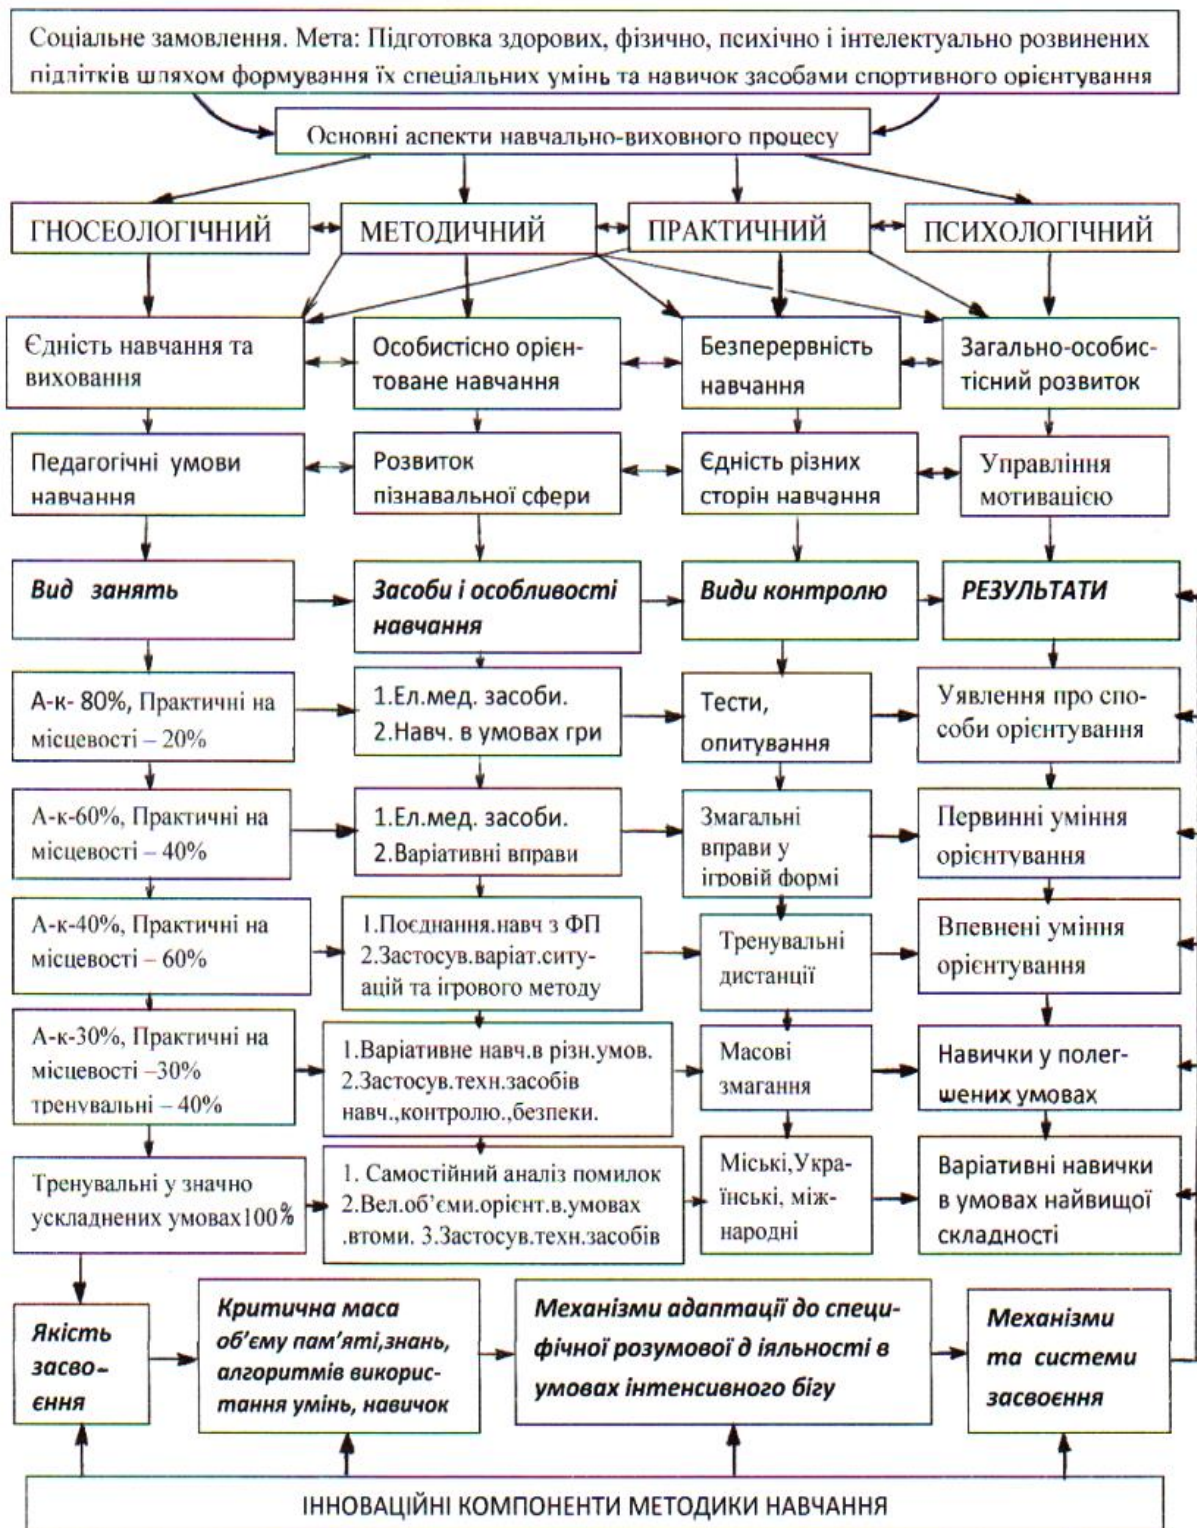 Соціальне замовлення. Мета: Підготовка здорових, фізично, психічно і інтелектуально розвинених
підлітків шляхом формування їх спеціальних умінь та навичок засобами спортивного орієнтування
Основні аспекти навчально-виховного процесу
ГНОСЕОЛОГІЧНИЙ
МЕТОДИЧНИЙ
ПРАКТИЧНИЙ
ПСИХОЛОГІЧНИЙ
Єдність навчання та
виховання
Особистісно орієн-
товане навчання
Безперервність
навчання
Загально-особис-
тісний розвиток
Педагогічні умови
навчання
Розвиток
пізнавальної сфери
Єдність різних
сторін навчання
Управління
мотивацією
Вид занять
Засоби і особливості
навчання
Види контролю
РЕЗУЛЬТАТИ
А-к- 80%, Практичні на
місцевості – 20%
1.Ел.мед. засоби.
2.Навч. в умовах гри
Тести,
опитування
Уявлення про спо-
соби орієнтування
А-к-60%, Практичні на
місцевості – 40%
1.Ел.мед. засоби.
2.Варіативні вправи
Змагальні
вправи у
ігровій формі
Первинні уміння
орієнтування
А-к-40%, Практичні на
місцевості – 60%
1.Поєднання.навч з ФП
2.Застосув.варіат.ситу-
ацій та ігрового методу
Тренувальні
дистанції
Впевнені уміння
орієнтування
А-к-30%, Практичні на
місцевості –30%
тренувальні – 40%
1.Варіативне навч.в різн.умов.
2.Застосув.техн.засобів
навч.,контролю.,безпеки.
Масові
змагання
Навички у полег-
шених умовах
Тренувальні у значно
ускладнених умовах100%
1. Самостійний аналіз помилок
2.Вел.об’єми.орієнт.в.умовах
.втоми. 3.Застосув.техн.засобів
Міські,Укра-
їнські, між-
народні
Варіативні навички
в умовах найвищої
складності
Якість
засво-
єння
Критична маса
об’єму пам’яті,знань,
алгоритмів викорис-
тання умінь, навичок
Механізми адаптації до специ-
фічної розумової д іяльності в
умовах інтенсивного бігу
Механізми
та системи
засвоєння
ІННОВАЦІЙНІ КОМПОНЕНТИ МЕТОДИКИ НАВЧАННЯ